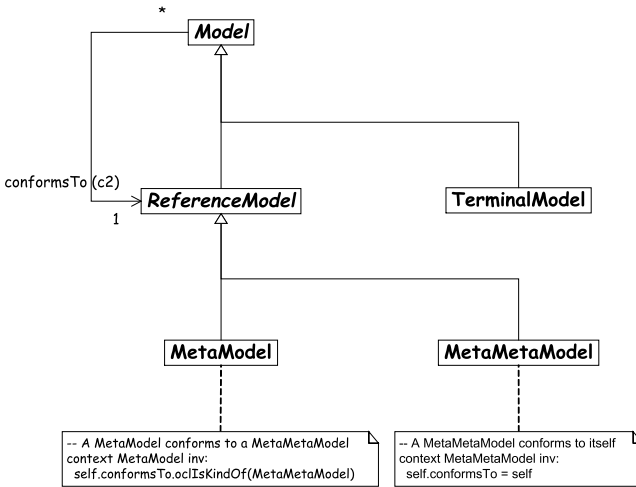 *
Model
conformsTo (c2)
1
ReferenceModel
TerminalModel
MetaModel
MetaMetaModel
-- A MetaModel conforms to a MetaMetaModel
context MetaModel inv:
self.conformsTo.oclIsKindOf(MetaMetaModel)
-- A MetaMetaModel conforms to itself
context MetaMetaModel inv:
self.conformsTo = self